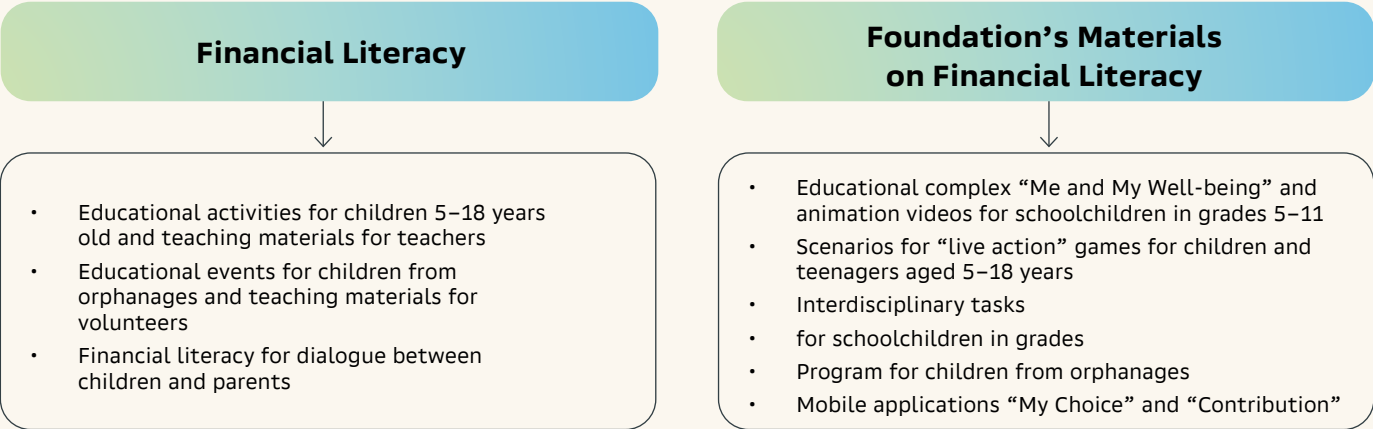 Financial Literacy
• Educational activities for children 5–18 years
old and teaching materials for teachers
• Educational events for children from
orphanages and teaching materials for
volunteers
• Financial literacy for dialogue between
children and parents
Foundation’s Materials
on Financial Literacy
• Educational complex “Me and My Well-being” and
animation videos for schoolchildren in grades 5–11
• Scenarios for “live action” games for children and
teenagers aged 5–18 years
• Interdisciplinary tasks
• for schoolchildren in grades
• Program for children from orphanages
• Mobile applications “My Choice” and “Contribution”